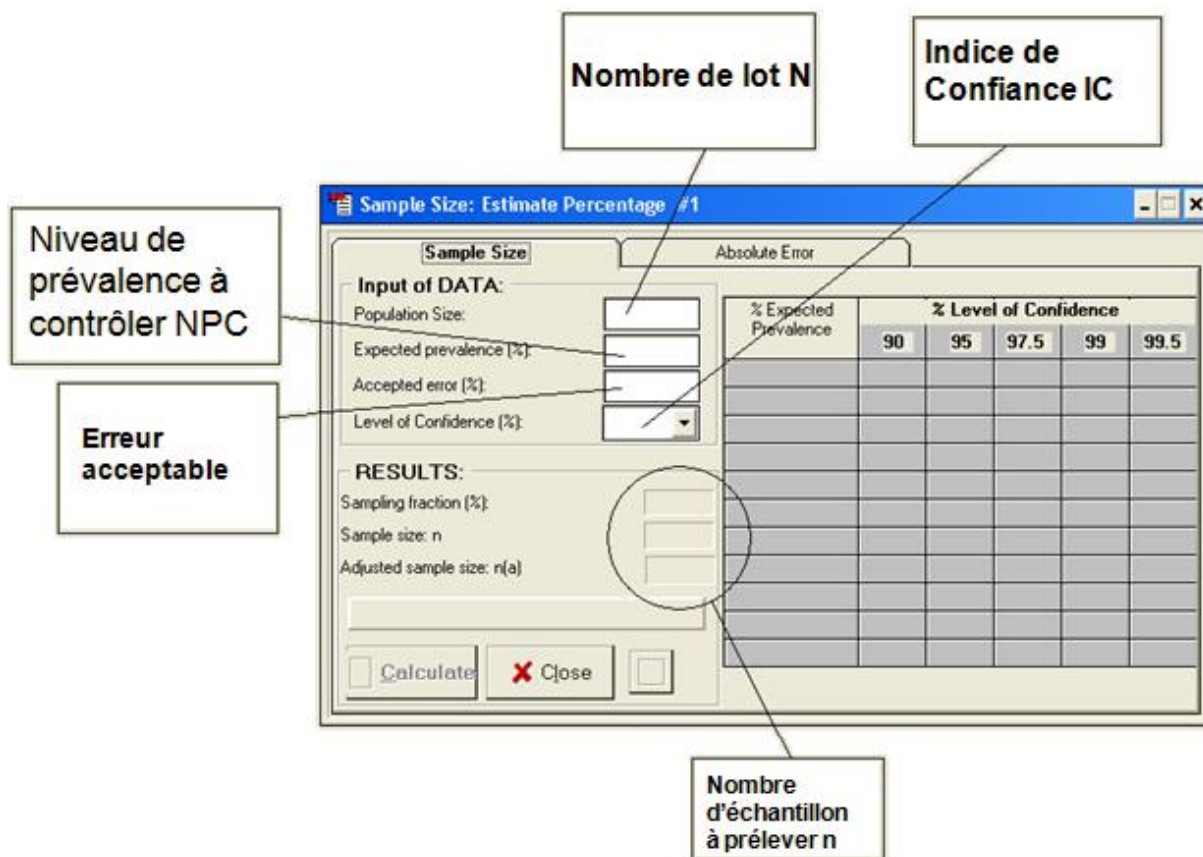 Nombre de lot N
Indice de
Confiance IC
Niveau de
prévalence à
contrôler NPC
Erreur
acceptable
Sample Size: Estimate Percentage #1
Sample Size
Absolute Error
Input of DATA:
Population Size:
Expected prevalence (%):
Accepted error (%):
Level of Confidence (%):
RESULTS:
Sampling fraction (%):
Sample size: n
Adjusted sample size: n(a)
Calculate
Close
% Expected
Prevalence
% Level of Confidence
90 95 97.5 99 99.5
Nombre
d'échantillon
à prélever n